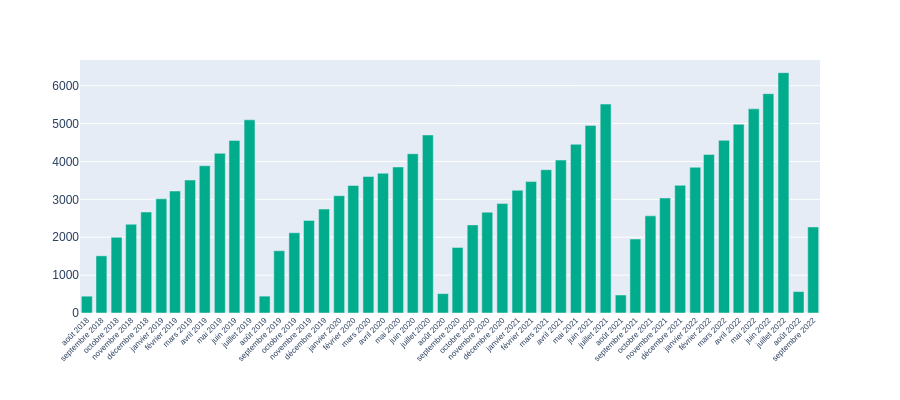 6000
5000
4000
3000
2000
1000
0
août 2018
septembre 2018
octobre 2018
novembre 2018
décembre 2018
janvier 2019
février 2019
mars 2019
avril 2019
juin 2019
juillet 2019
août 2019
septembre 2019
octobre 2019
novembre 2019
décembre 2019
janvier 2020
février 2020
mars 2020
avril 2020
mai 2020
juin 2020
juillet 2020
août 2020
septembre 2020
octobre 2020
novembre 2020
décembre 2020
janvier 2021
février 2021
mars 2021
avril 2021
mai 2021
juin 2021
juillet 2021
août 2021
septembre 2021
octobre 2021
novembre 2021
décembre 2021
janvier 2022
février 2022
mars 2022
avril 2022
mai 2022
juin 2022
juillet 2022
août 2022
septembre 2022